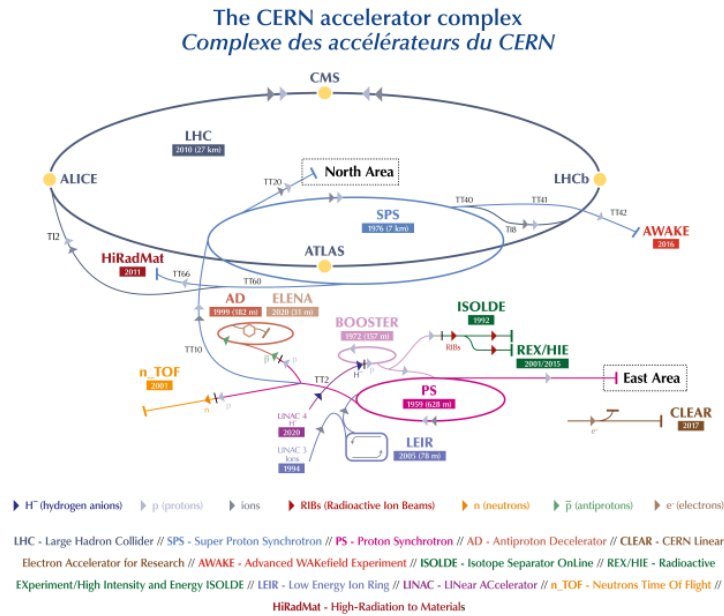 The CERN accelerator complex
Complexe des accélérateurs du CERN
CMS
LHC
2010 (27 km)
ALICE
TT20
North Area
LHCb
SPS
1976 (7 km)
TT40
TT41
TI8
TT42
AWAKE
2016
TI2
ATLAS
HiRadMat
2011
TT66
TT60
AD
1999 (182 m)
ELENA
2020 (31 m)
ISOLDE
1992
BOOSTER
1972 (157 m)
RIBs
REX/HIE
2001/2015
TT10
p̅
p
H⁻
p
TT2
n_TOF
2001
n
p
PS
1959 (628 m)
East Area
LINAC 4
H⁻
2020
LINAC 3
Ions
1994
LEIR
2005 (78 m)
e⁻
CLEAR
2017
H⁻ (hydrogen anions)
p (protons)
ions
RIBs (Radioactive Ion Beams)
n (neutrons)
p̅ (antiprotons)
e⁻ (electrons)
LHC - Large Hadron Collider // SPS - Super Proton Synchrotron // PS - Proton Synchrotron // AD - Antiproton Decelerator // CLEAR - CERN Linear
Electron Accelerator for Research // AWAKE - Advanced WAKefield Experiment // ISOLDE - Isotope Separator OnLine // REX/HIE - Radioactive
EXperiment/High Intensity and Energy ISOLDE // LEIR - Low Energy Ion Ring // LINAC - LINear ACcelerator // n_TOF - Neutrons Time Of Flight //
HiRadMat - High-Radiation to Materials